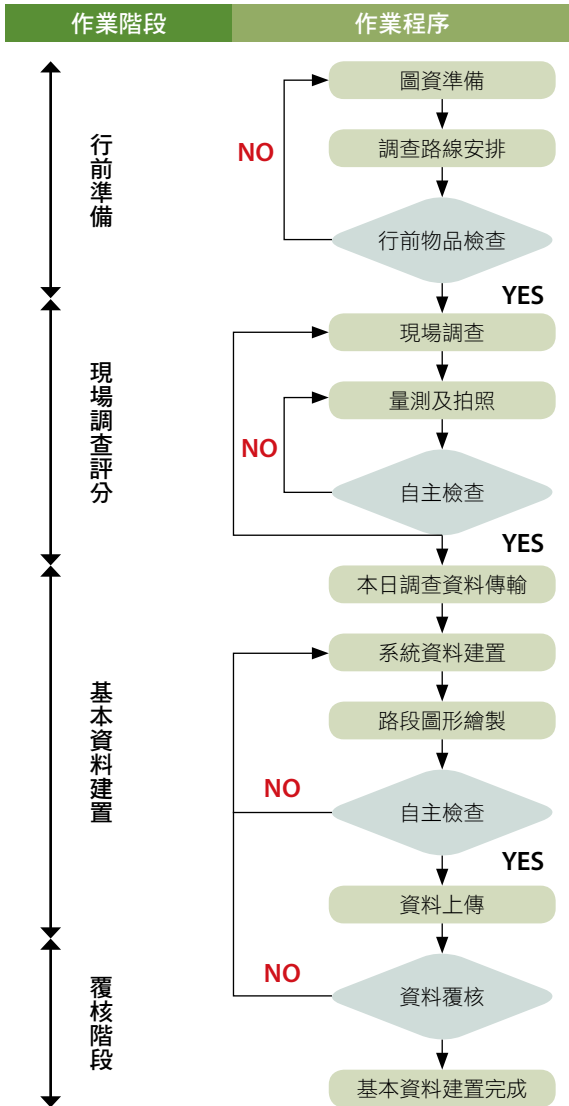 作業階段
作業程序
行前準備
圖資準備
NO
調查路線安排
行前物品檢查
YES
現場調查評分
現場調查
量測及拍照
NO
自主檢查
YES
基本資料建置
本日調查資料傳輸
系統資料建置
路段圖形繪製
NO
自主檢查
YES
資料上傳
覆核階段
NO
資料覆核
基本資料建置完成